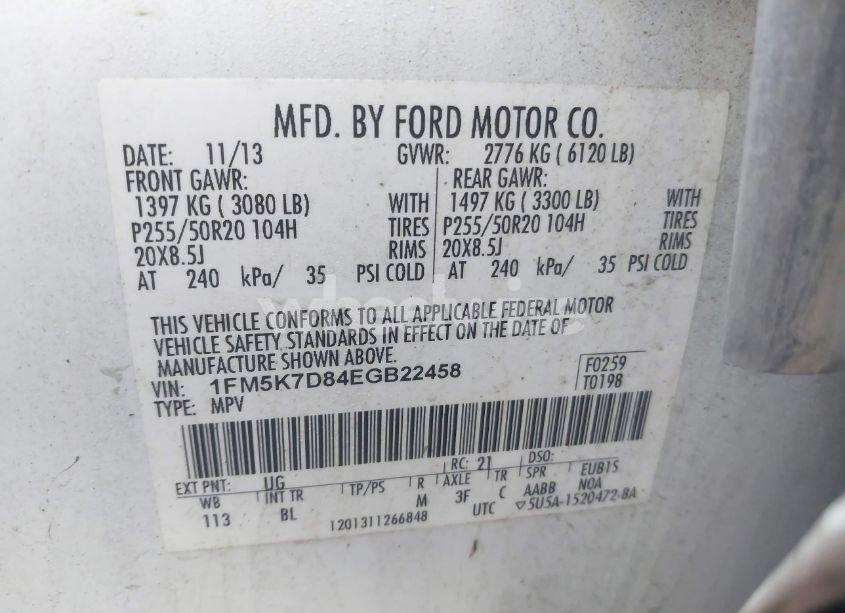 MFD. BY FORD MOTOR CO.
DATE: 11/13 GVWR: 2776 KG ( 6120 LB)
FRONT GAWR: REAR GAWR:
1397 KG ( 3080 LB) WITH 1497 KG ( 3300 LB) WITH
P255/50R20 104H TIRES P255/50R20 104H TIRES
20X8.5J RIMS 20X8.5J RIMS
AT 240 kPa/ 35 PSI COLD AT 240 kPa/ 35 PSI COLD
THIS VEHICLE CONFORMS TO ALL APPLICABLE FEDERAL MOTOR
VEHICLE SAFETY STANDARDS IN EFFECT ON THE DATE OF
MANUFACTURE SHOWN ABOVE.
VIN: 1FM5K7D84EGB22458 F0259
TYPE: MPV T0198
EXT PNT: UG RC: 21 DSO:
WB INT TR TP/PS R AXLE TR SPR EUB15
113 BL M 3F C AABB NOA
1201311266848 UTC ▽5U5A-1520472-BA